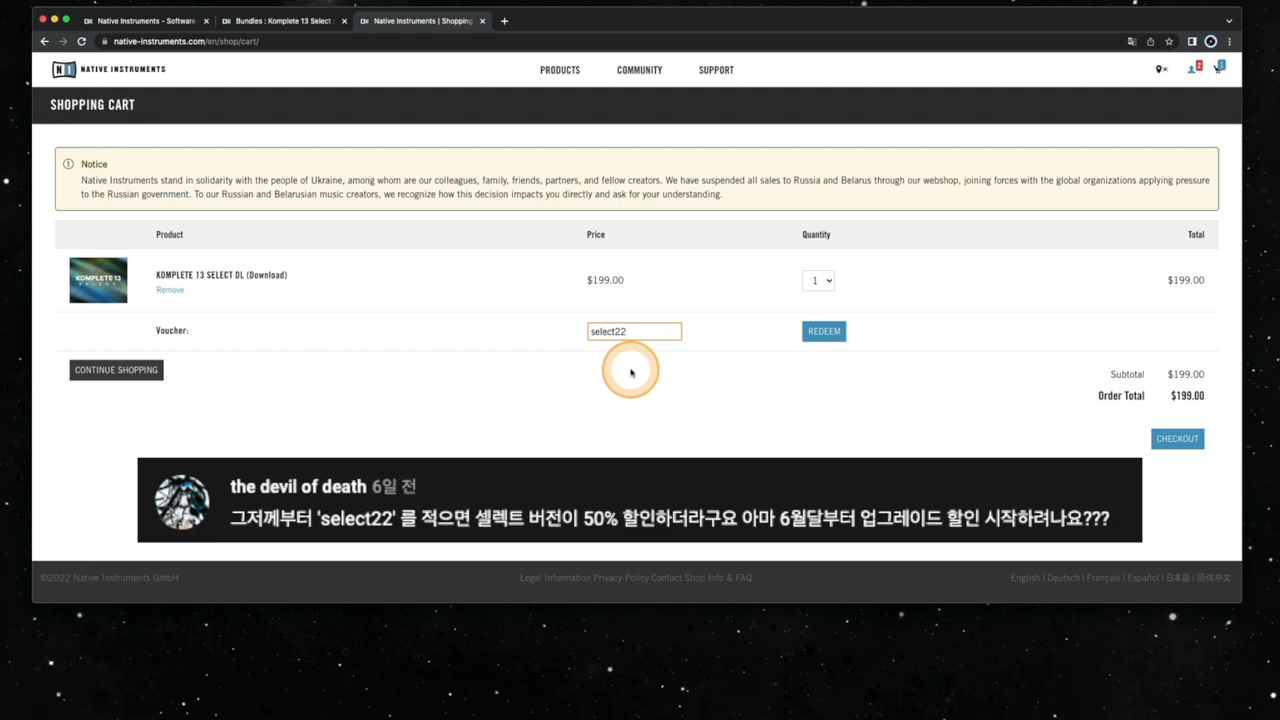 Native Instruments - Software
Bundles : Komplete 13 Select
Native Instruments | Shopping
native-instruments.com/en/shop/cart/
NATIVE INSTRUMENTS
PRODUCTS
COMMUNITY
SUPPORT
2
1
SHOPPING CART
Notice
Native Instruments stand in solidarity with the people of Ukraine, among whom are our colleagues, family, friends, partners, and fellow creators. We have suspended all sales to Russia and Belarus through our webshop, joining forces with the global organizations applying pressure
to the Russian government. To our Russian and Belarusian music creators, we recognize how this decision impacts you directly and ask for your understanding.
Product
Price
Quantity
Total
KOMPLETE 13
SELECT
KOMPLETE 13 SELECT DL (Download)
Remove
$199.00
1
$199.00
Voucher:
select22
REDEEM
CONTINUE SHOPPING
Subtotal $199.00
Order Total $199.00
CHECKOUT
the devil of death 6일 전
그저께부터 'select22' 를 적으면 셀렉트 버전이 50% 할인하더라구요 아마 6월달부터 업그레이드 할인 시작하려나요???
©2022 Native Instruments GmbH
Legal Information Privacy Policy Contact Shop Info & FAQ
English | Deutsch | Français | Español | 日本語 | 简体中文